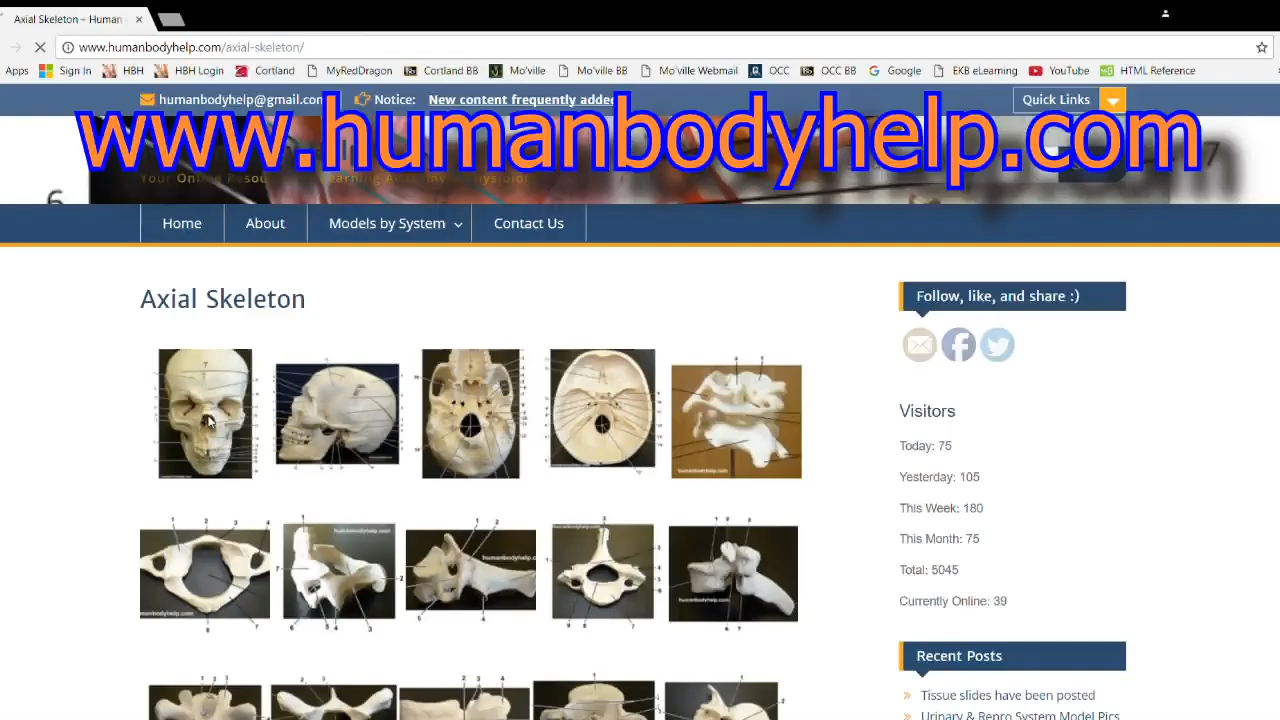 Axial Skeleton – Human
www.humanbodyhelp.com/axial-skeleton/
Apps Sign In HBH HBH Login Cortland MyRedDragon Cortland BB Mo'ville Mo'ville BB Mo'ville Webmail OCC OCC BB Google EKB eLearning YouTube HTML Reference
humanbodyhelp@gmail.com Notice: New content frequently added Quick Links
www.humanbodyhelp.com
Your Online
Home About Models by System Contact Us
Axial Skeleton
Follow, like, and share :)
Visitors
Today: 75
Yesterday: 105
This Week: 180
This Month: 75
Total: 5045
Currently Online: 39
Recent Posts
Tissue slides have been posted
Urinary & Repro System Model Pics